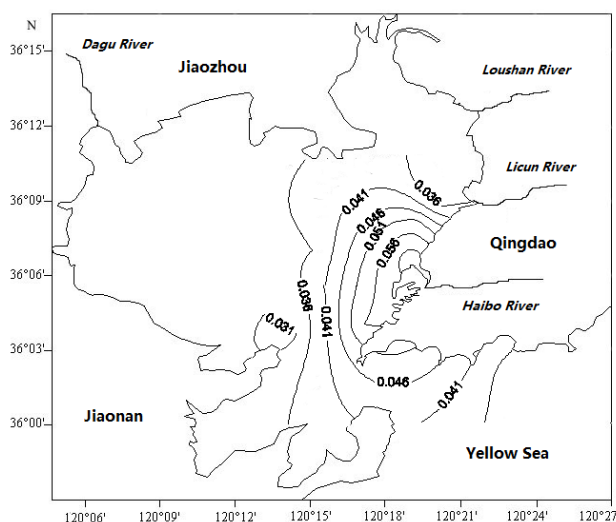 N
36°15'
Dagu River
Jiaozhou
Loushan River
36°12'
Licun River
36°09'
0.036
0.041
0.046
0.051
Qingdao
0.056
36°06'
0.036
Haibo River
0.031
0.041
36°03'
0.046
0.041
Jiaonan
36°00'
Yellow Sea
120°06' 120°09' 120°12' 120°15' 120°18' 120°21' 120°24' 120°27